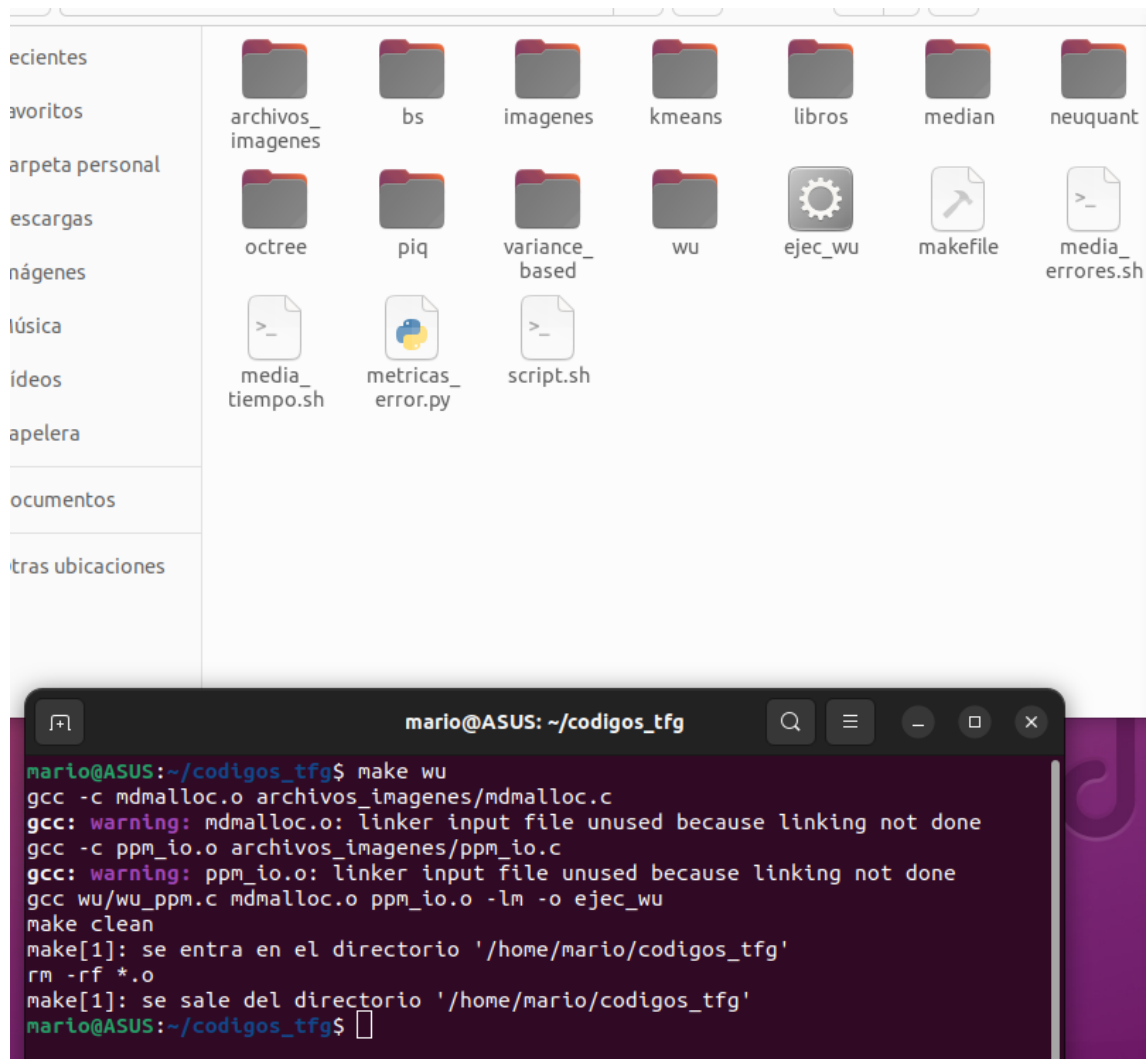 ecientes
avoritos
arpeta personal
escargas
mágenes
lúsica
ídeos
apelera
ocumentos
tras ubicaciones
archivos_
imagenes
bs
imagenes
kmeans
libros
median
neuquant
octree
piq
variance_
based
wu
ejec_wu
makefile
media_
errores.sh
media_
tiempo.sh
metricas_
error.py
script.sh
mario@ASUS: ~/codigos_tfg
mario@ASUS:~/codigos_tfg$ make wu
gcc -c mdmalloc.o archivos_imagenes/mdmalloc.c
gcc: warning: mdmalloc.o: linker input file unused because linking not done
gcc -c ppm_io.o archivos_imagenes/ppm_io.c
gcc: warning: ppm_io.o: linker input file unused because linking not done
gcc wu/wu_ppm.c mdmalloc.o ppm_io.o -lm -o ejec_wu
make clean
make[1]: se entra en el directorio '/home/mario/codigos_tfg'
rm -rf *.o
make[1]: se sale del directorio '/home/mario/codigos_tfg'
mario@ASUS:~/codigos_tfg$